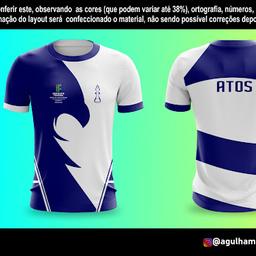 onferir este, observando as cores (que podem variar até 38%), ortografia, números,
nação do layout será confeccionado o material, não sendo possível correções depo
ATOS
@agulham